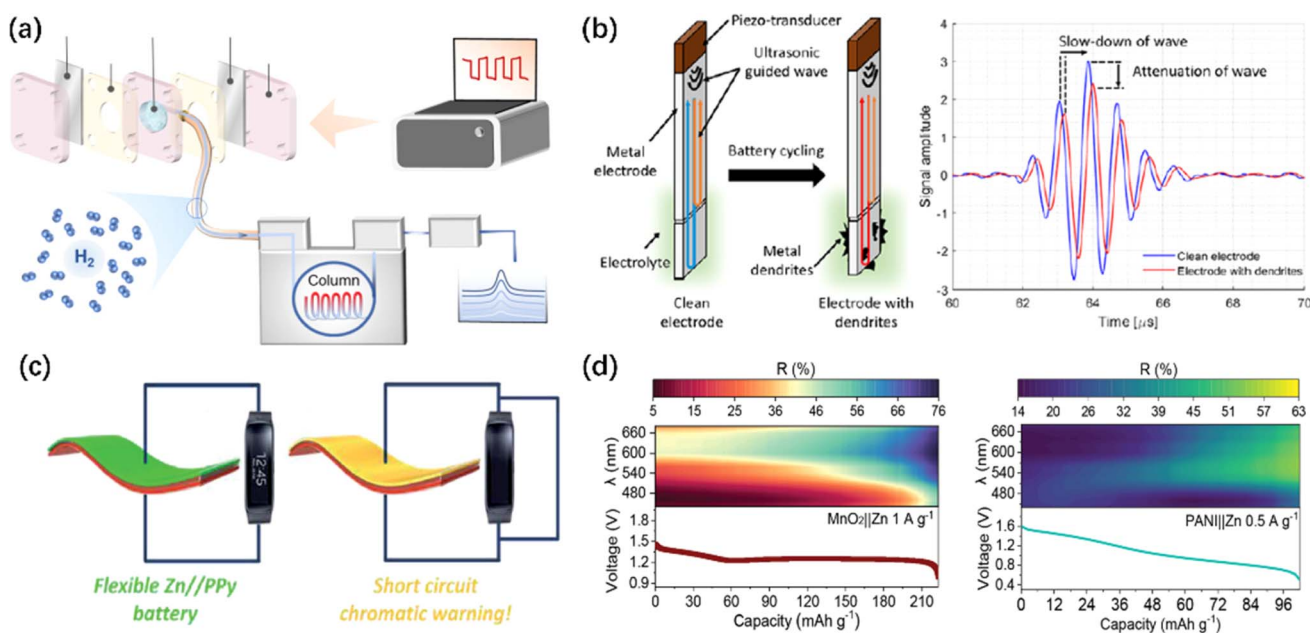 (a)
H₂
Column
(b)
Piezo-transducer
Ultrasonic
guided wave
Metal
electrode
Battery cycling
Electrolyte
Metal
dendrites
Clean
electrode
Electrode with
dendrites
Slow-down of wave
Attenuation of wave
Signal amplitude
4
3
2
1
0
-1
-2
-3
Clean electrode
Electrode with dendrites
60 62 64 66 68 70
Time [μs]
(c)
12:45
Flexible Zn//PPy
battery
Short circuit
chromatic warning!
(d)
R (%)
5 15 25 36 46 56 66 76
λ (nm)
660
600
540
480
MnO₂||Zn 1 A g⁻¹
Voltage (V)
1.8
1.5
1.2
0.9
0 30 60 90 120 150 180 210
Capacity (mAh g⁻¹)
R (%)
14 20 26 32 39 45 51 57 63
λ (nm)
660
600
540
480
PANI||Zn 0.5 A g⁻¹
Voltage (V)
1.6
1.2
0.8
0.4
0 12 24 36 48 60 72 84 96
Capacity (mAh g⁻¹)